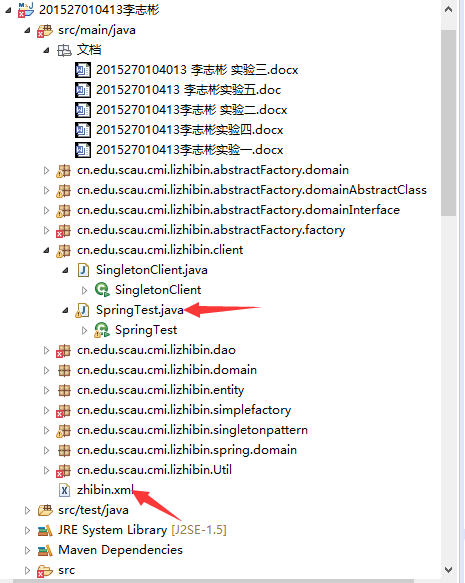 201527010413李志彬
src/main/java
文档
2015270104013 李志彬 实验三.docx
2015270413 李志彬实验五.doc
201527010413李志彬实验二.docx
201527010413李志彬实验四.docx
201527010413李志彬实验一.docx
cn.edu.scau.cmi.lizhibin.abstractFactory.domain
cn.edu.scau.cmi.lizhibin.abstractFactory.domainAbstractClass
cn.edu.scau.cmi.lizhibin.abstractFactory.domainInterface
cn.edu.scau.cmi.lizhibin.abstractFactory.factory
cn.edu.scau.cmi.lizhibin.client
SingletonClient.java
SingletonClient
SpringTest.java
SpringTest
cn.edu.scau.cmi.lizhibin.dao
cn.edu.scau.cmi.lizhibin.domain
cn.edu.scau.cmi.lizhibin.entity
cn.edu.scau.cmi.lizhibin.simplefactory
cn.edu.scau.cmi.lizhibin.singletonpattern
cn.edu.scau.cmi.lizhibin.spring.domain
cn.edu.scau.cmi.lizhibin.Util
zhibin.xml
src/test/java
JRE System Library [J2SE-1.5]
Maven Dependencies
src